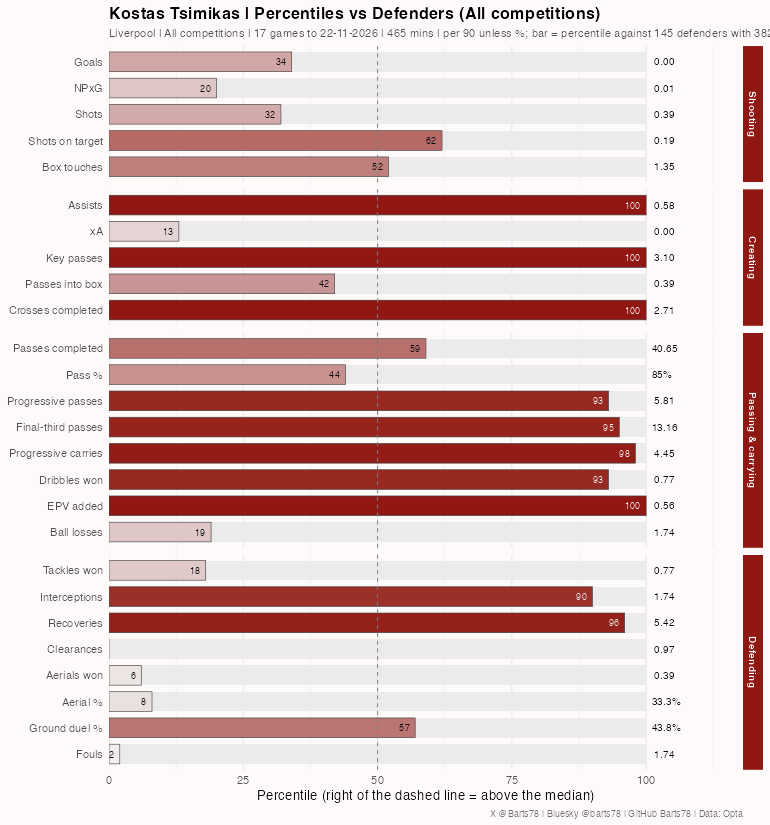 Kostas Tsimikas | Percentiles vs Defenders (All competitions)
Liverpool | All competitions | 17 games to 22-11-2026 | 465 mins | per 90 unless %; bar = percentile against 145 defenders with 382
Goals 34 0.00
NPxG 20 0.01
Shots 32 0.39
Shots on target 62 0.19
Box touches 52 1.35
Shooting
Assists 100 0.58
xA 13 0.00
Key passes 100 3.10
Passes into box 42 0.39
Crosses completed 100 2.71
Creating
Passes completed 59 40.65
Pass % 44 85%
Progressive passes 93 5.81
Final-third passes 95 13.16
Progressive carries 98 4.45
Dribbles won 93 0.77
EPV added 100 0.56
Ball losses 19 1.74
Passing & carrying
Tackles won 18 0.77
Interceptions 90 1.74
Recoveries 96 5.42
Clearances 0.97
Aerials won 6 0.39
Aerial % 8 33.3%
Ground duel % 57 43.8%
Fouls 2 1.74
Defending
0 25 50 75 100
Percentile (right of the dashed line = above the median)
X @Barts78 | Bluesky @barts78 | GitHub Barts78 | Data: Opta